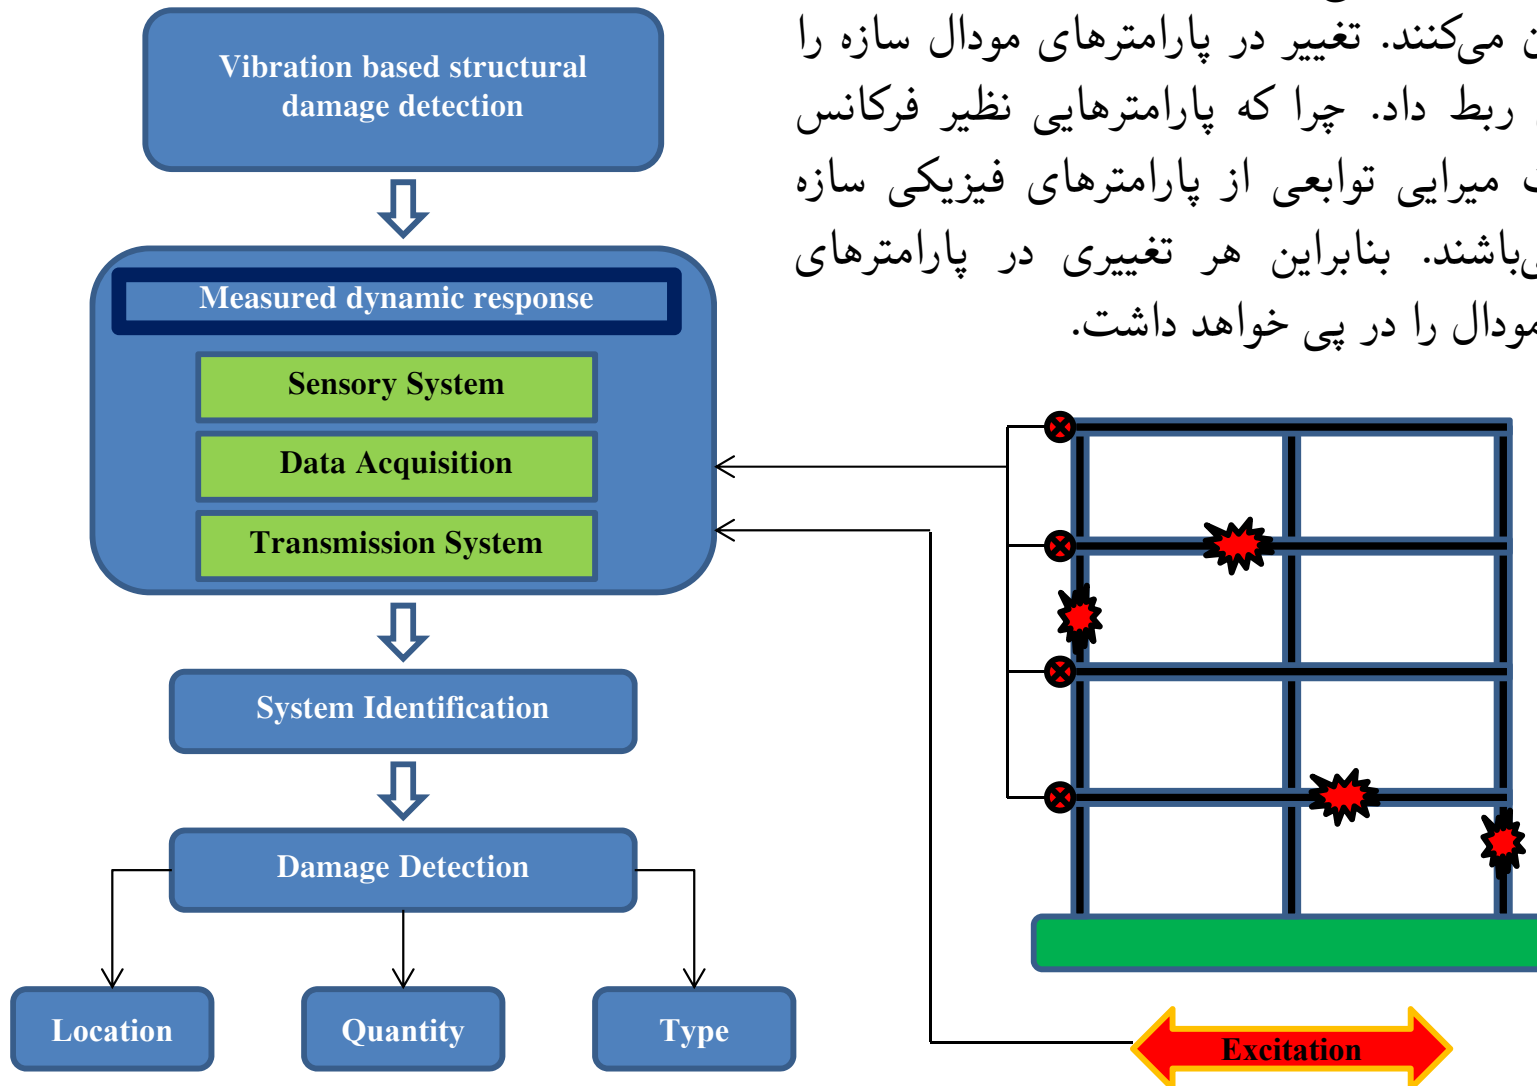 Vibration based structural
damage detection
Measured dynamic response
Sensory System
Data Acquisition
Transmission System
System Identification
Damage Detection
Location
Quantity
Type
می‌کنند. تغییر در پارامترهای مودال سازه را
ربط داد. چرا که پارامترهایی نظیر فرکانس
میرایی توابعی از پارامترهای فیزیکی سازه
باشند. بنابراین هر تغییری در پارامترهای
مودال را در پی خواهد داشت.
Excitation